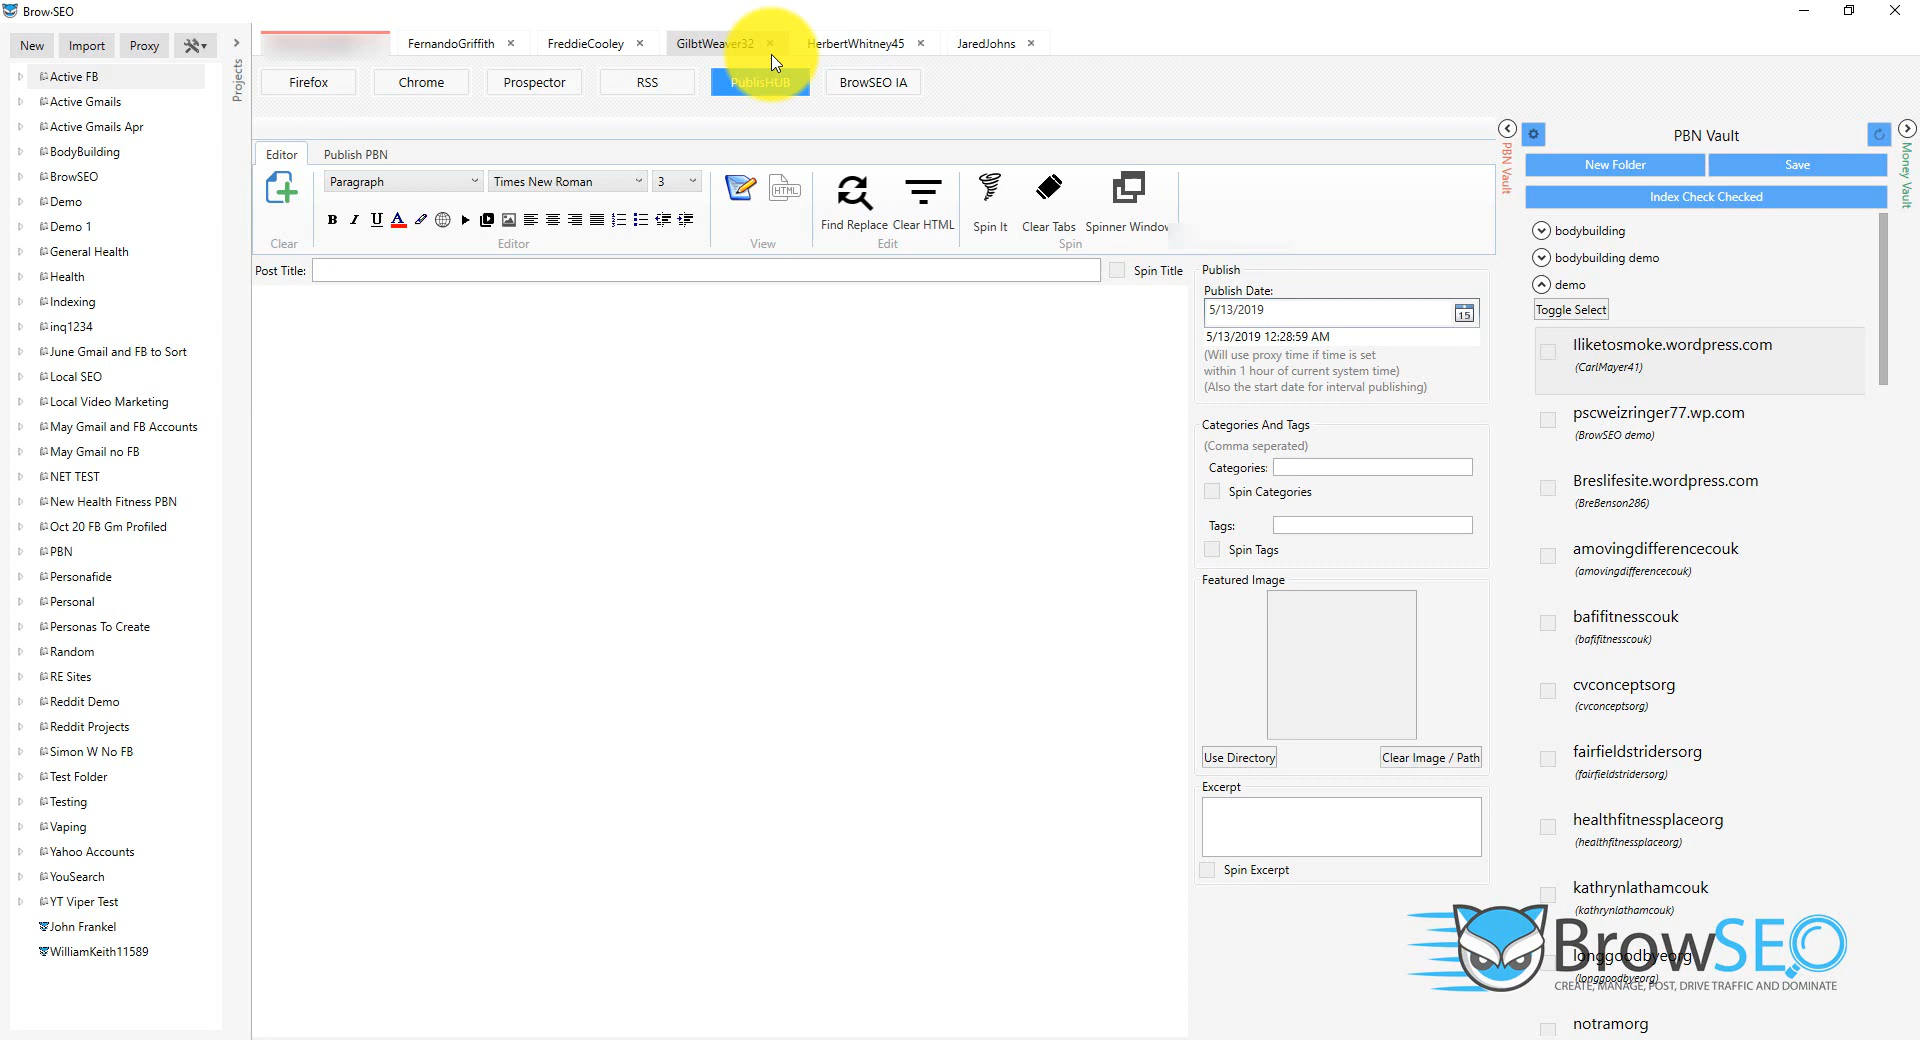 Brow·SEO
New Import Proxy
Projects
Active FB
Active Gmails
Active Gmails Apr
BodyBuilding
BrowSEO
Demo
Demo 1
General Health
Health
Indexing
inq1234
June Gmail and FB to Sort
Local SEO
Local Video Marketing
May Gmail and FB Accounts
May Gmail no FB
NET TEST
New Health Fitness PBN
Oct 20 FB Gm Profiled
PBN
Personafide
Personal
Personas To Create
Random
RE Sites
Reddit Demo
Reddit Projects
Simon W No FB
Test Folder
Testing
Vaping
Yahoo Accounts
YouSearch
YT Viper Test
John Frankel
WilliamKeith11589
FernandoGriffith FreddieCooley GilbtWeaver32 HerbertWhitney45 JaredJohns
Firefox Chrome Prospector RSS PublisHUB BrowSEO IA
Editor Publish PBN
Paragraph Times New Roman 3
HTML
B I U A
Find Replace Clear HTML Spin It Clear Tabs Spinner Window
Clear Editor View Edit Spin
Post Title: Spin Title
Publish
Publish Date:
5/13/2019
15
5/13/2019 12:28:59 AM
(Will use proxy time if time is set
within 1 hour of current system time)
(Also the start date for interval publishing)
Categories And Tags
(Comma seperated)
Categories:
Spin Categories
Tags:
Spin Tags
Featured Image
Use Directory Clear Image / Path
Excerpt
Spin Excerpt
PBN Vault
PBN Vault
Money Vault
New Folder Save
Index Check Checked
bodybuilding
bodybuilding demo
demo
Toggle Select
Iliketosmoke.wordpress.com
(CarlMayer41)
pscweizringer77.wp.com
(BrowSEO demo)
Breslifesite.wordpress.com
(BreBenson286)
amovingdifferencecouk
(amovingdifferencecouk)
bafifitnesscouk
(bafifitnesscouk)
cvconceptsorg
(cvconceptsorg)
fairfieldstridersorg
(fairfieldstridersorg)
healthfitnessplaceorg
(healthfitnessplaceorg)
kathrynlathamcouk
(kathrynlathamcouk)
longgoodbyeorg
(longgoodbyeorg)
notramorg
BrowSEO
CREATE, MANAGE, POST, DRIVE TRAFFIC AND DOMINATE